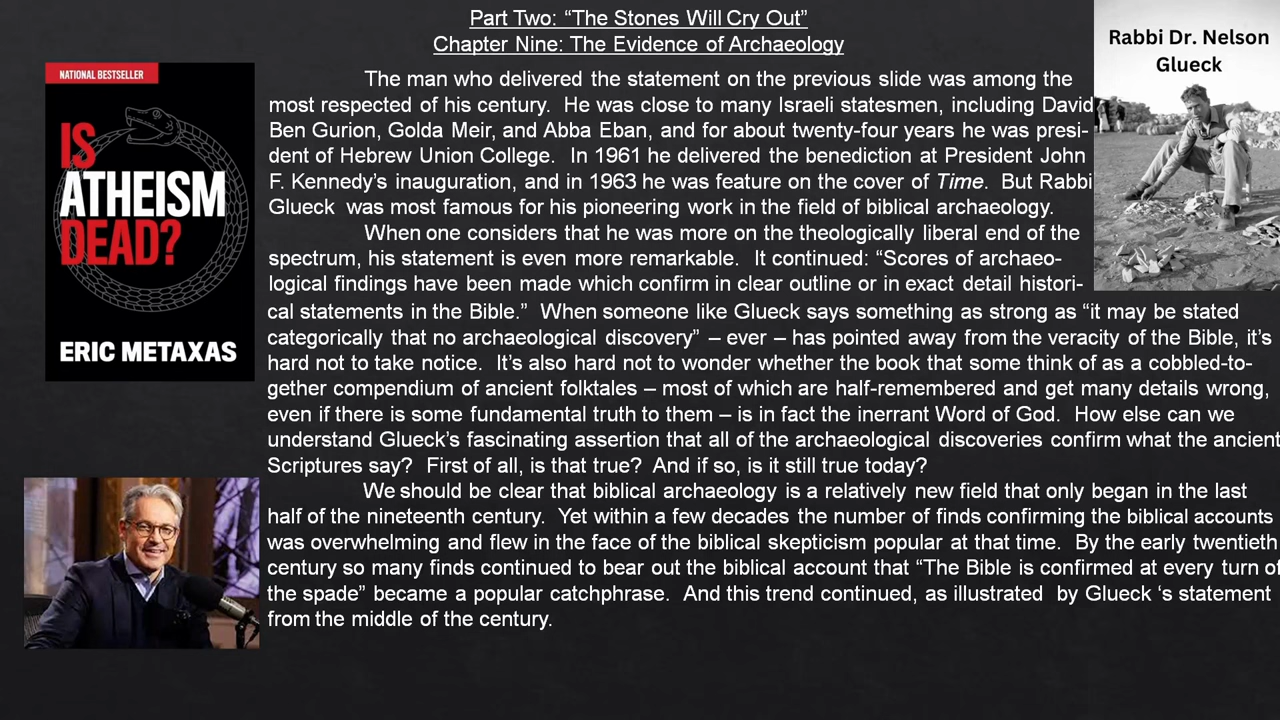 Part Two: “The Stones Will Cry Out”
Chapter Nine: The Evidence of Archaeology
Rabbi Dr. Nelson
Glueck
NATIONAL BESTSELLER
IS
ATHEISM
DEAD?
ERIC METAXAS
The man who delivered the statement on the previous slide was among the
most respected of his century. He was close to many Israeli statesmen, including David
Ben Gurion, Golda Meir, and Abba Eban, and for about twenty-four years he was presi-
dent of Hebrew Union College. In 1961 he delivered the benediction at President John
F. Kennedy’s inauguration, and in 1963 he was feature on the cover of Time. But Rabbi
Glueck was most famous for his pioneering work in the field of biblical archaeology.
When one considers that he was more on the theologically liberal end of the
spectrum, his statement is even more remarkable. It continued: “Scores of archaeo-
logical findings have been made which confirm in clear outline or in exact detail histori-
cal statements in the Bible.” When someone like Glueck says something as strong as “it may be stated
categorically that no archaeological discovery” – ever – has pointed away from the veracity of the Bible, it’s
hard not to take notice. It’s also hard not to wonder whether the book that some think of as a cobbled-to-
gether compendium of ancient folktales – most of which are half-remembered and get many details wrong,
even if there is some fundamental truth to them – is in fact the inerrant Word of God. How else can we
understand Glueck’s fascinating assertion that all of the archaeological discoveries confirm what the ancient
Scriptures say? First of all, is that true? And if so, is it still true today?
We should be clear that biblical archaeology is a relatively new field that only began in the last
half of the nineteenth century. Yet within a few decades the number of finds confirming the biblical accounts
was overwhelming and flew in the face of the biblical skepticism popular at that time. By the early twentieth
century so many finds continued to bear out the biblical account that “The Bible is confirmed at every turn of
the spade” became a popular catchphrase. And this trend continued, as illustrated by Glueck ‘s statement
from the middle of the century.